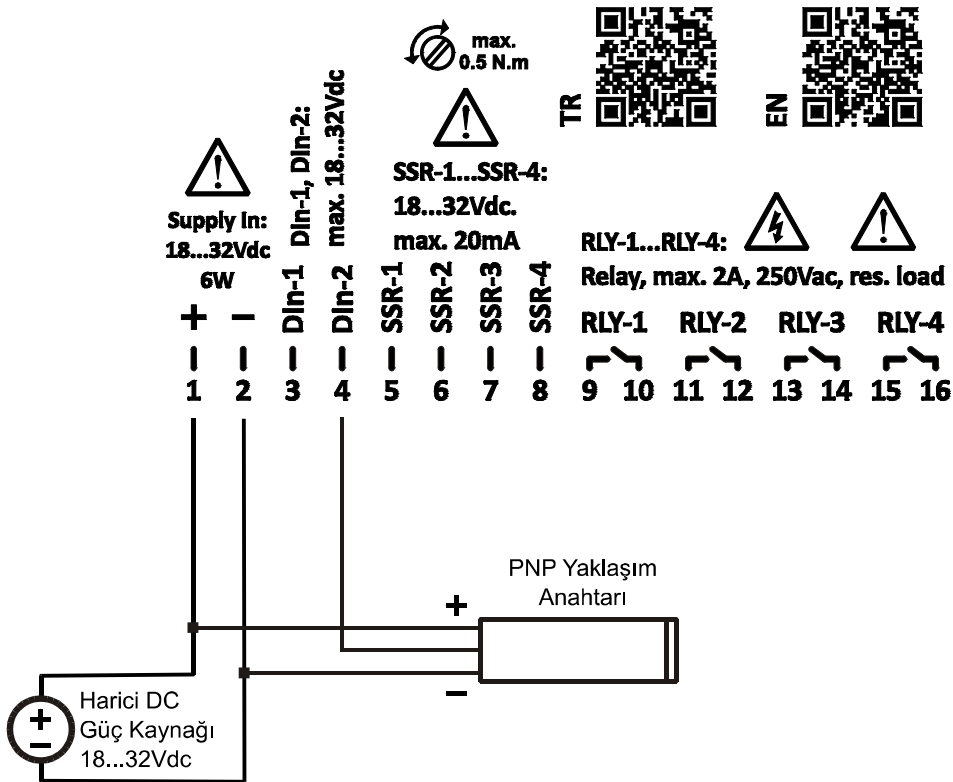 max.
0.5 N.m
TR
EN
Supply in:
18...32Vdc
6W
DIn-1, DIn-2:
max. 18...32Vdc
SSR-1...SSR-4:
18...32Vdc.
max. 20mA
RLY-1...RLY-4:
Relay, max. 2A, 250Vac, res. load
+ − DIn-1 DIn-2 SSR-1 SSR-2 SSR-3 SSR-4 RLY-1 RLY-2 RLY-3 RLY-4
1 2 3 4 5 6 7 8 9 10 11 12 13 14 15 16
PNP Yaklaşım
Anahtarı
+
−
Harici DC
Güç Kaynağı
18...32Vdc
+
−